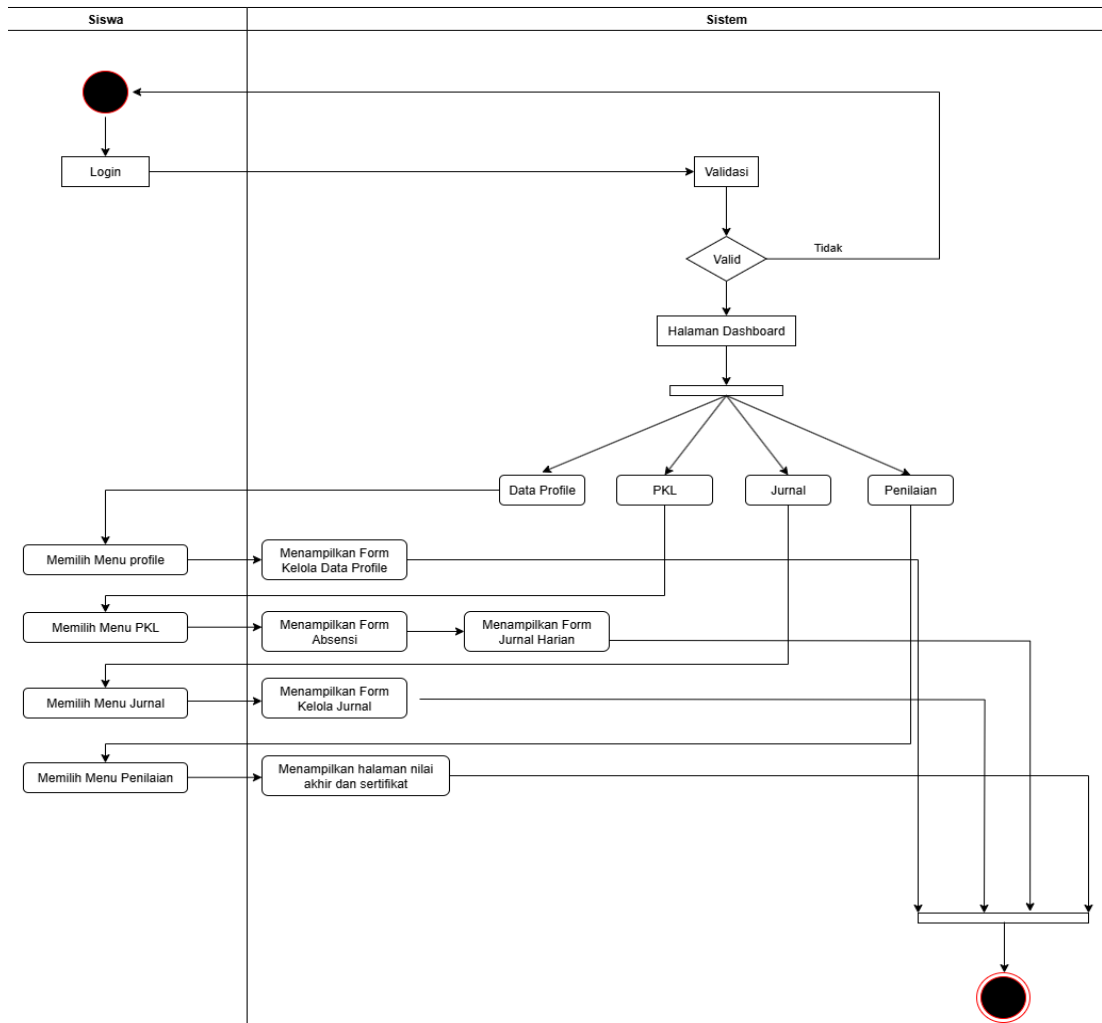 Siswa
Sistem
Login
Validasi
Valid
Tidak
Halaman Dashboard
Data Profile
PKL
Jurnal
Penilaian
Memilih Menu profile
Menampilkan Form
Kelola Data Profile
Memilih Menu PKL
Menampilkan Form
Absensi
Menampilkan Form
Jurnal Harian
Memilih Menu Jurnal
Menampilkan Form
Kelola Jurnal
Memilih Menu Penilaian
Menampilkan halaman nilai
akhir dan sertifikat